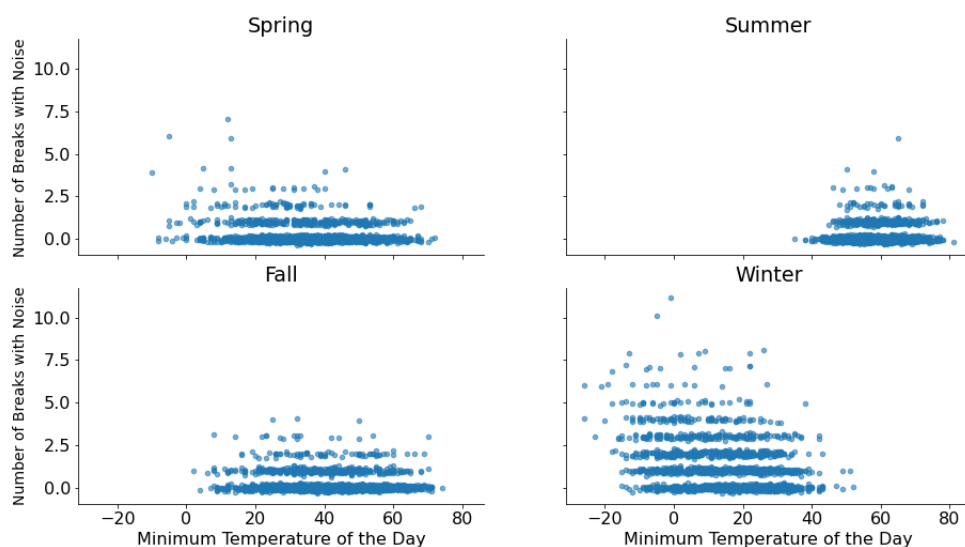 Spring
Summer
Number of Breaks with Noise
10.0
7.5
5.0
2.5
0.0
Fall
Winter
Number of Breaks with Noise
10.0
7.5
5.0
2.5
0.0
−20 0 20 40 60 80
−20 0 20 40 60 80
Minimum Temperature of the Day
Minimum Temperature of the Day